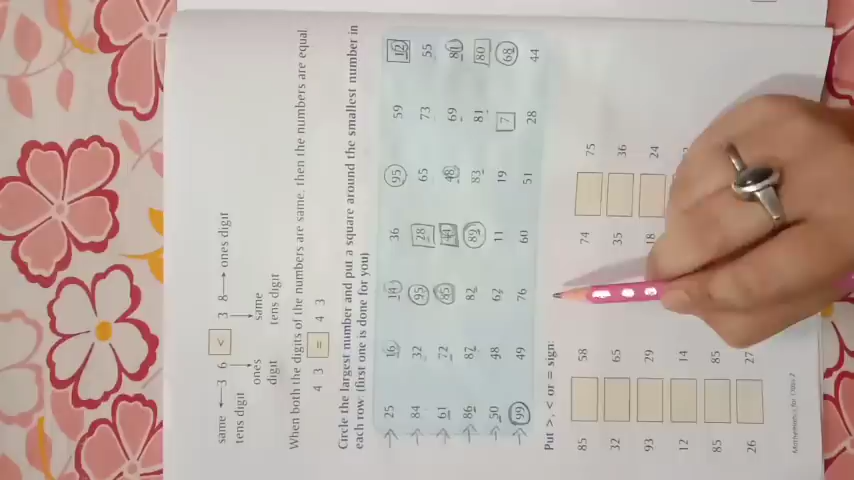 same ← 3 6 < 3 8 → ones digit
tens digit ones digit same tens digit
When both the digits of the numbers are same, then the numbers are equal
4 3 = 4 3
Circle the largest number and put a square around the smallest number in
each row: (first one is done for you)
→ 25 16 14 36 95 59 12
→ 84 32 95 28 65 73 55
→ 61 72 85 41 48 69 81
→ 86 87 82 89 83 81 80
→ 50 98 62 11 19 7 68
→ 99 49 76 60 51 28 44
Put >, < or = sign:
85 58 74 75
32 65 35 36
93 29 18 24
12 14
85 85
26 27
Mathematics for Class 2